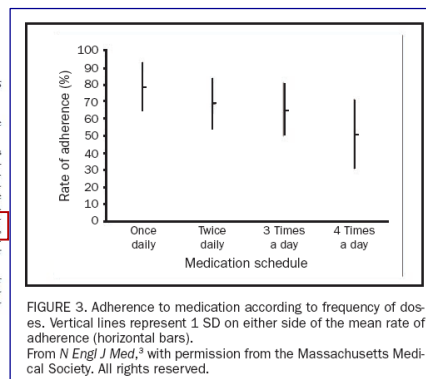 100
90
80
70
60
50
40
30
20
10
0
Rate of adherence (%)
Once Twice 3 Times 4 Times
daily daily a day a day
Medication schedule
FIGURE 3. Adherence to medication according to frequency of dos-
es. Vertical lines represent 1 SD on either side of the mean rate of
adherence (horizontal bars).
From N Engl J Med,³ with permission from the Massachusetts Medi-
cal Society. All rights reserved.